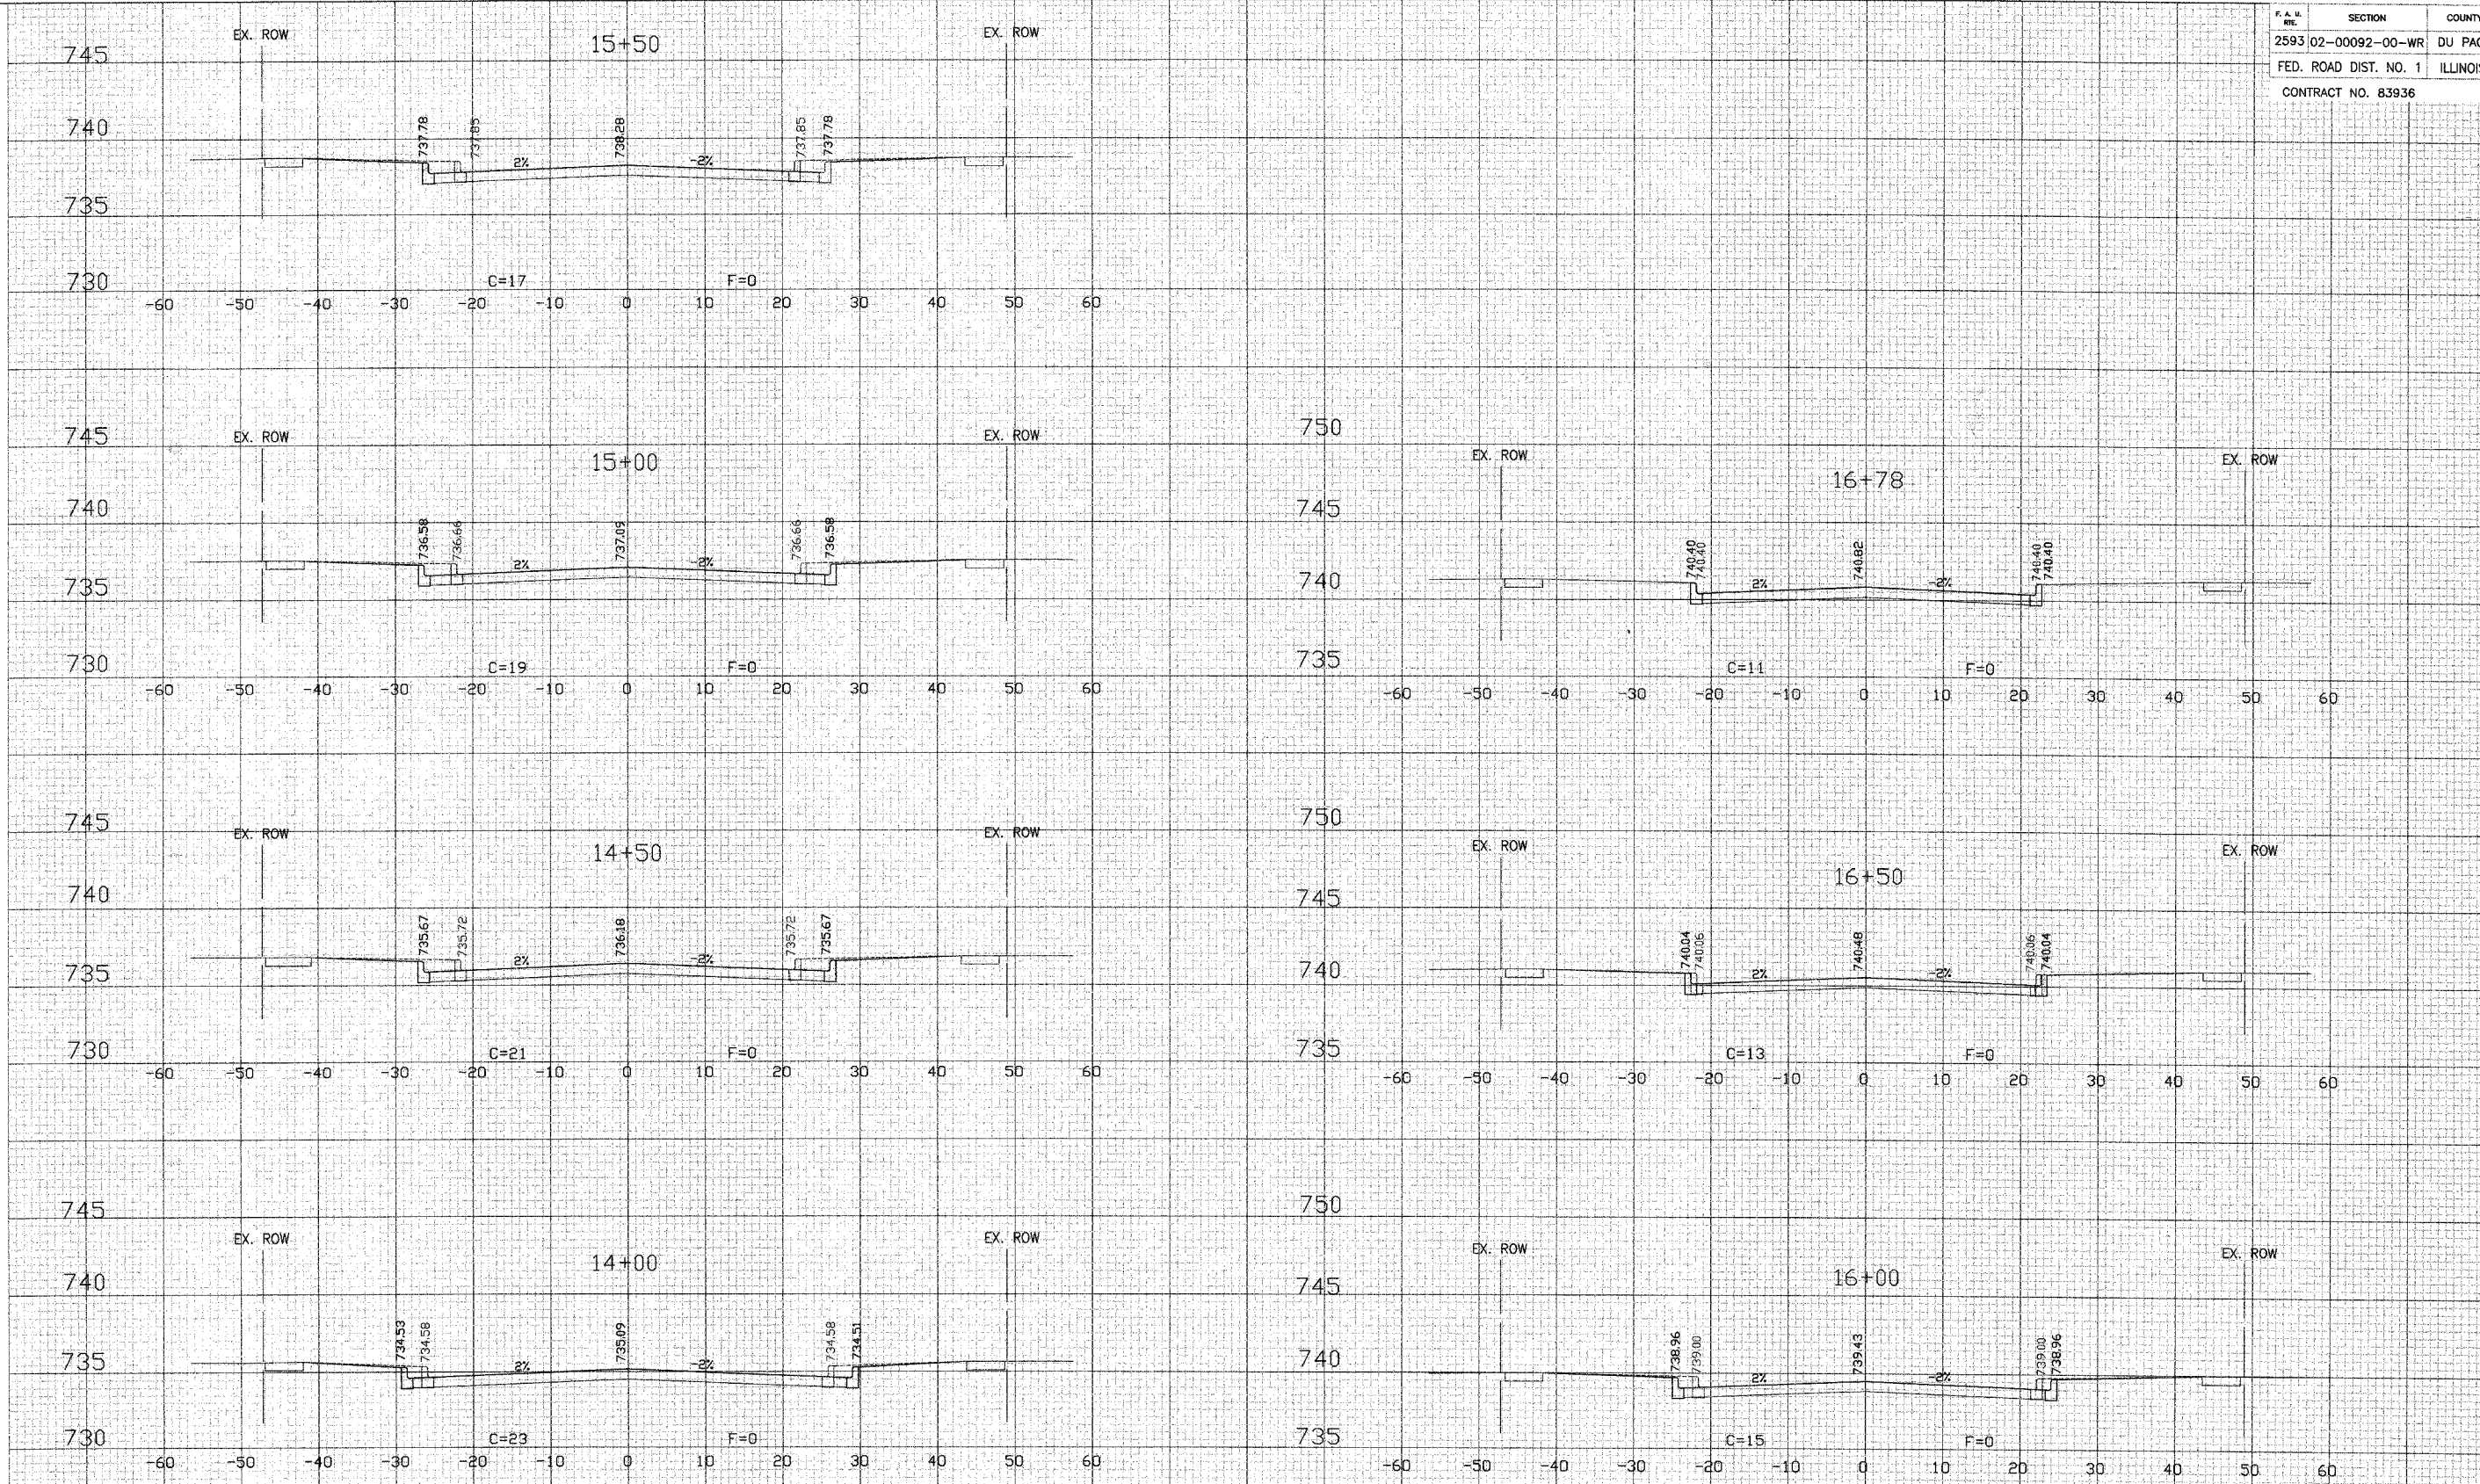 F. A. U. RTE. SECTION COUNTY
2593 02-00092-00-WR DU PAG
FED. ROAD DIST. NO. 1 ILLINOIS
CONTRACT NO. 83936
EX. ROW 15+50 EX. ROW
745
740
735
730
737.78 737.85 738.28 737.85 737.78
2% -2%
C=17 F=0
-60 -50 -40 -30 -20 -10 0 10 20 30 40 50 60
745
EX. ROW 15+00 EX. ROW
740
735
730
736.58 736.66 737.09 736.66 736.58
2% -2%
C=19 F=0
-60 -50 -40 -30 -20 -10 0 10 20 30 40 50 60
745
EX. ROW 14+50 EX. ROW
740
735
730
735.67 735.72 736.18 735.72 735.67
2% -2%
C=21 F=0
-60 -50 -40 -30 -20 -10 0 10 20 30 40 50 60
745
EX. ROW 14+00 EX. ROW
740
735
730
734.53 734.58 735.09 734.58 734.51
2% -2%
C=23 F=0
-60 -50 -40 -30 -20 -10 0 10 20 30 40 50 60
750
EX. ROW 16+78 EX. ROW
745
740
735
740.40 740.40 740.82 740.40 740.40
2% -2%
C=11 F=0
-60 -50 -40 -30 -20 -10 0 10 20 30 40 50 60
750
EX. ROW 16+50 EX. ROW
745
740
735
740.04 740.06 740.48 740.06 740.04
2% -2%
C=13 F=0
-60 -50 -40 -30 -20 -10 0 10 20 30 40 50 60
750
EX. ROW 16+00 EX. ROW
745
740
735
738.96 739.00 739.43 739.00 738.96
2% -2%
C=15 F=0
-60 -50 -40 -30 -20 -10 0 10 20 30 40 50 60